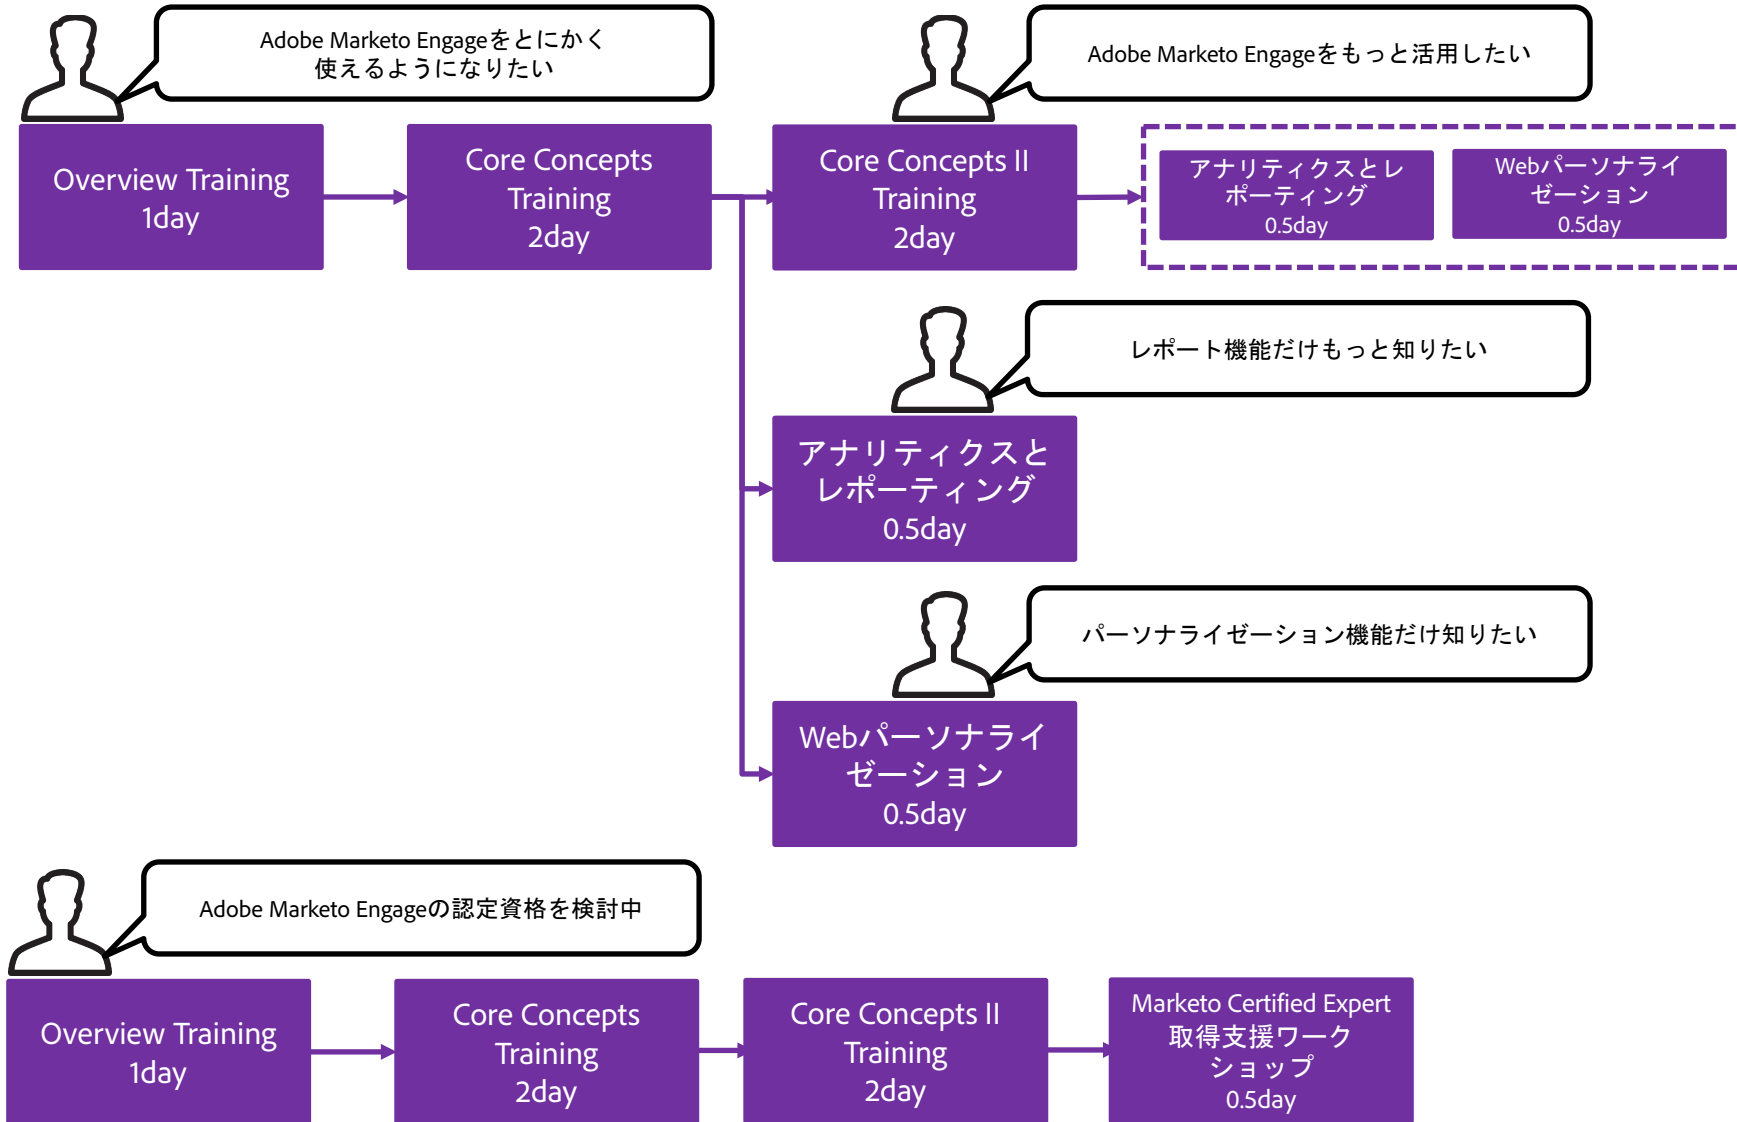 Adobe Marketo Engageをとにかく
使えるようになりたい
Adobe Marketo Engageをもっと活用したい
Overview Training
1day
Core Concepts
Training
2day
Core Concepts II
Training
2day
アナリティクスとレ
ポーティング
0.5day
Webパーソナライ
ゼーション
0.5day
レポート機能だけもっと知りたい
アナリティクスと
レポーティング
0.5day
パーソナライゼーション機能だけ知りたい
Webパーソナライ
ゼーション
0.5day
Adobe Marketo Engageの認定資格を検討中
Overview Training
1day
Core Concepts
Training
2day
Core Concepts II
Training
2day
Marketo Certified Expert
取得支援ワーク
ショップ
0.5day